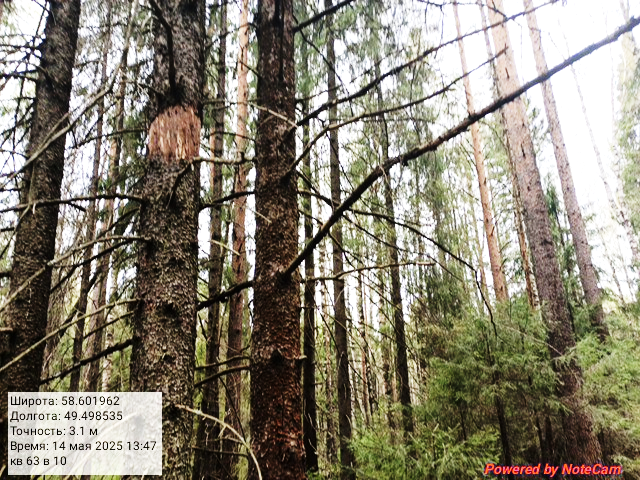 Широта: 58.601962
Долгота: 49.498535
Точность: 3.1 м
Время: 14 мая 2025 13:47
кв 63 в 10
Powered by NoteCam